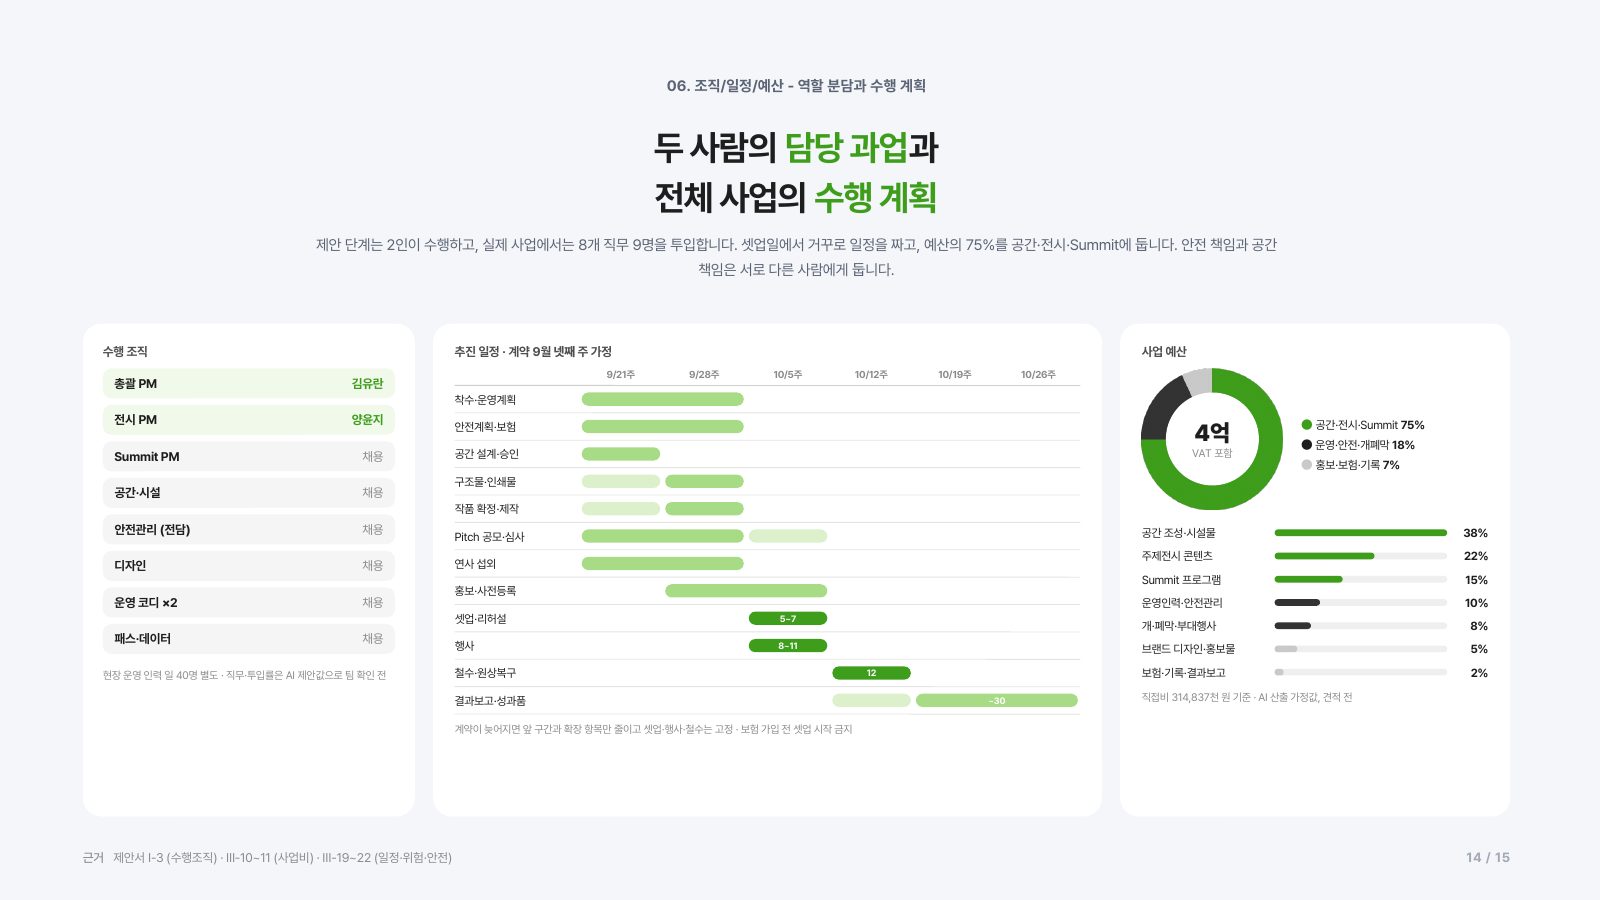 06. 조직/일정/예산 - 역할 분담과 수행 계획
두 사람의 담당 과업과
전체 사업의 수행 계획
제안 단계는 2인이 수행하고, 실제 사업에서는 8개 직무 9명을 투입합니다. 셋업일에서 거꾸로 일정을 짜고, 예산의 75%를 공간·전시·Summit에 둡니다. 안전 책임과 공간
책임은 서로 다른 사람에게 둡니다.
수행 조직
총괄 PM 김유란
전시 PM 양윤지
Summit PM 채용
공간·시설 채용
안전관리 (전담) 채용
디자인 채용
운영 코디 ×2 채용
패스·데이터 채용
현장 운영 인력 일 40명 별도 · 직무·투입률은 AI 제안값으로 팀 확인 전
추진 일정 · 계약 9월 넷째 주 가정
9/21주 9/28주 10/5주 10/12주 10/19주 10/26주
착수·운영계획
안전계획·보험
공간 설계·승인
구조물·인쇄물
작품 확정·제작
Pitch 공모·심사
연사 섭외
홍보·사전등록
셋업·리허설 5~7
행사 8~11
철수·원상복구 12
결과보고·성과품 ~30
계약이 늦어지면 앞 구간과 확장 항목만 줄이고 셋업·행사·철수는 고정 · 보험 가입 전 셋업 시작 금지
사업 예산
4억
VAT 포함
공간·전시·Summit 75%
운영·안전·개폐막 18%
홍보·보험·기록 7%
공간 조성·시설물 38%
주제전시 콘텐츠 22%
Summit 프로그램 15%
운영인력·안전관리 10%
개·폐막·부대행사 8%
브랜드 디자인·홍보물 5%
보험·기록·결과보고 2%
직접비 314,837천 원 기준 · AI 산출 가정값, 견적 전
근거 제안서 I-3 (수행조직) · III-10~11 (사업비) · III-19~22 (일정·위험·안전)
14 / 15